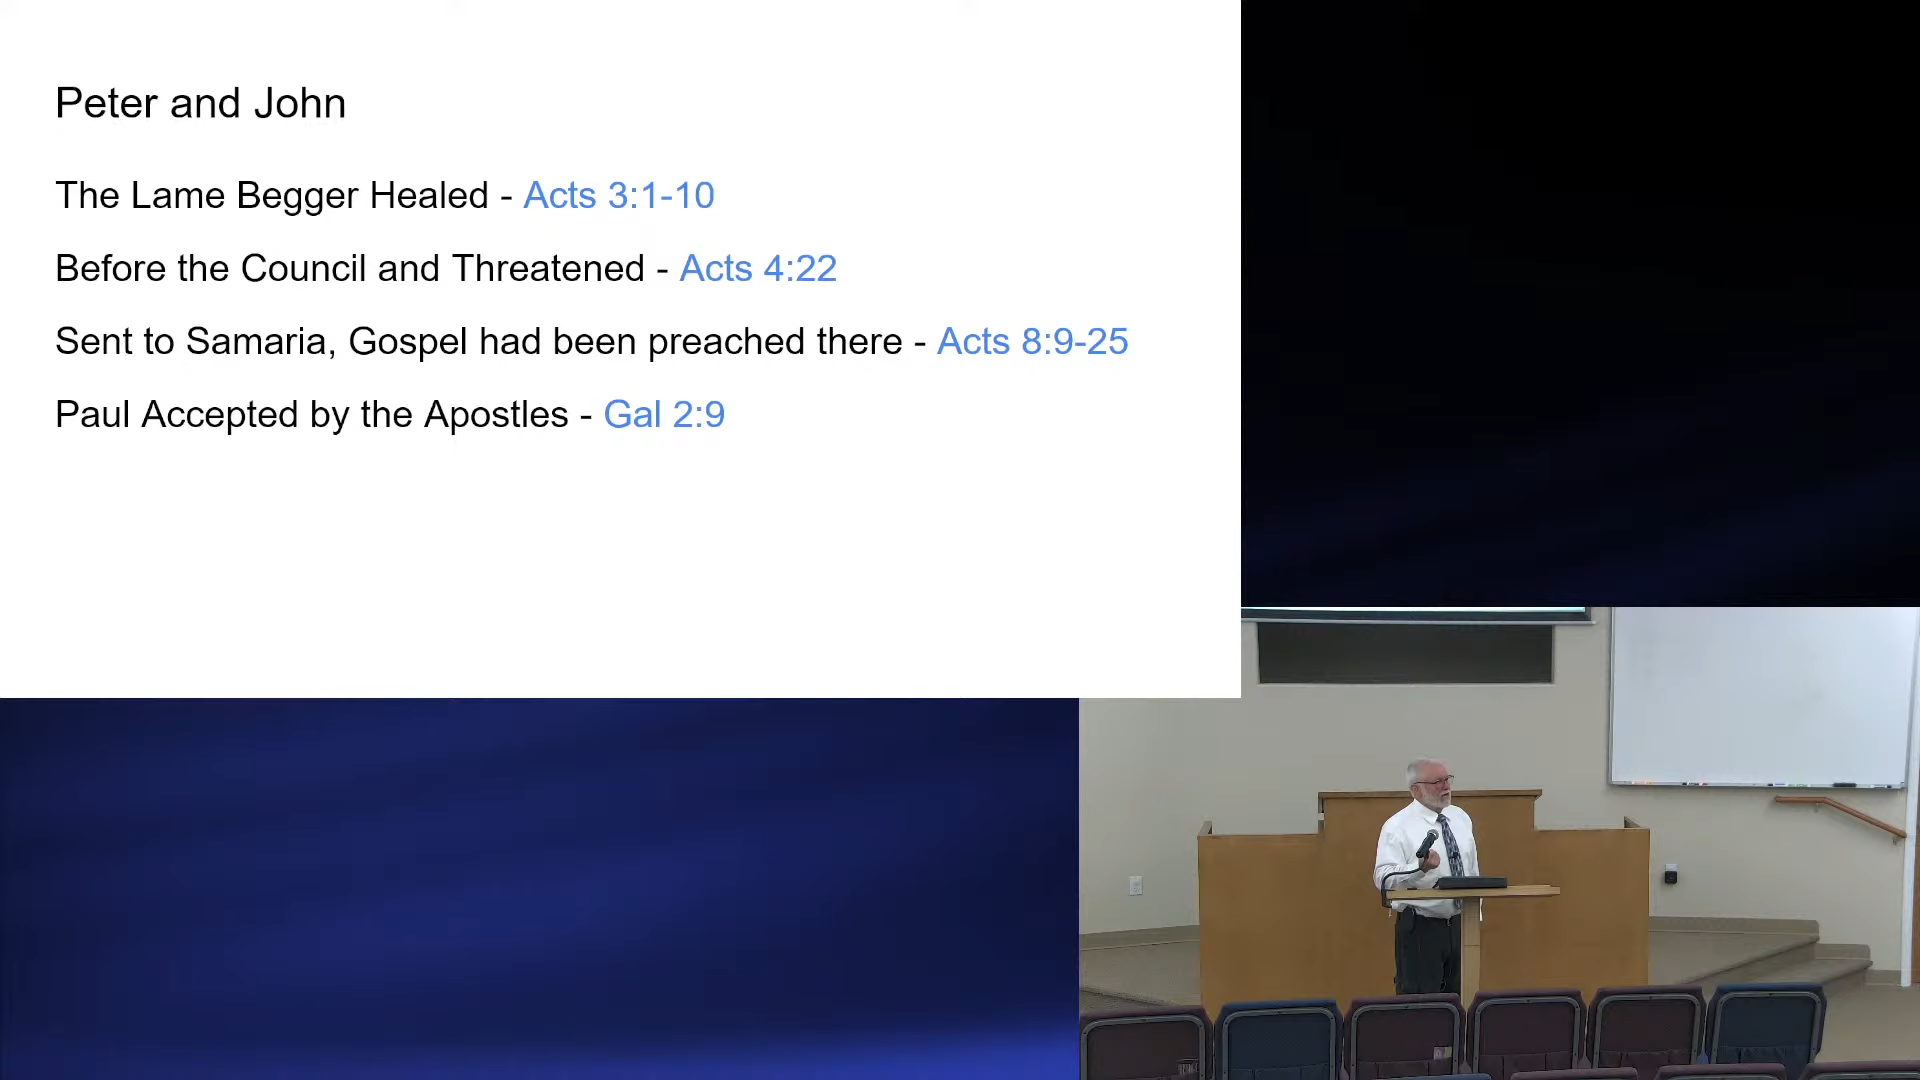 Peter and John
The Lame Begger Healed - Acts 3:1-10
Before the Council and Threatened - Acts 4:22
Sent to Samaria, Gospel had been preached there - Acts 8:9-25
Paul Accepted by the Apostles - Gal 2:9